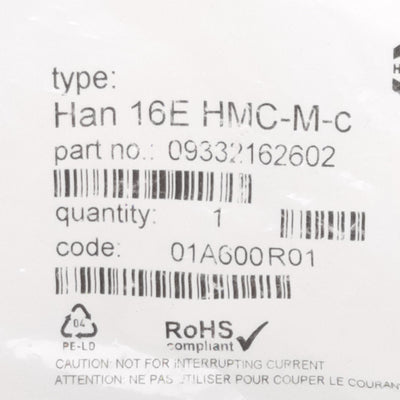 type:
Han 16E HMC-M-c
part no.: 09332162602
quantity: 1
code: 01A600R01
04
PE-LD
RoHS
compliant
CAUTION: NOT FOR INTERRUPTING CURRENT
ATTENTION: NE PAS UTILISER POUR COUPER LE COURAN